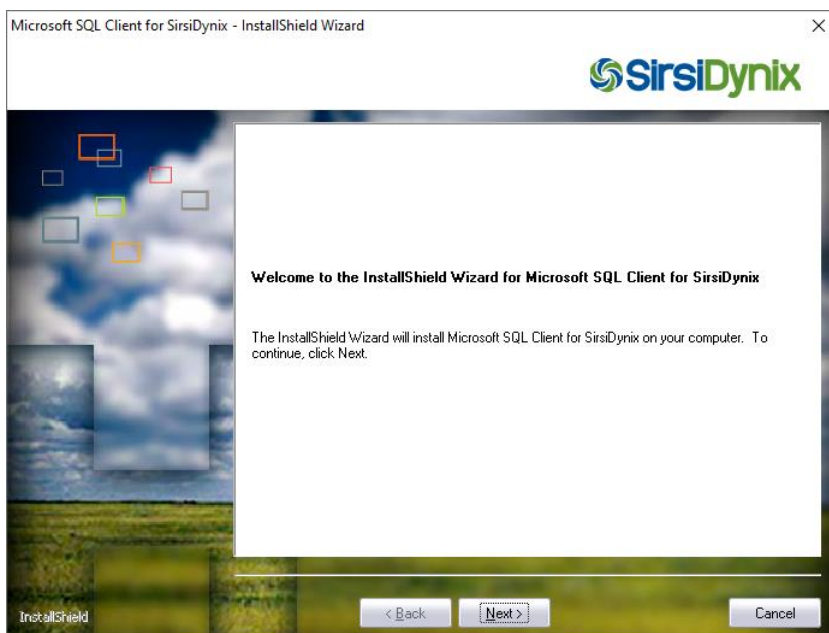 Microsoft SQL Client for SirsiDynix - InstallShield Wizard
SirsiDynix
Welcome to the InstallShield Wizard for Microsoft SQL Client for SirsiDynix
The InstallShield Wizard will install Microsoft SQL Client for SirsiDynix on your computer.  To
continue, click Next.
InstallShield
< Back
Next >
Cancel